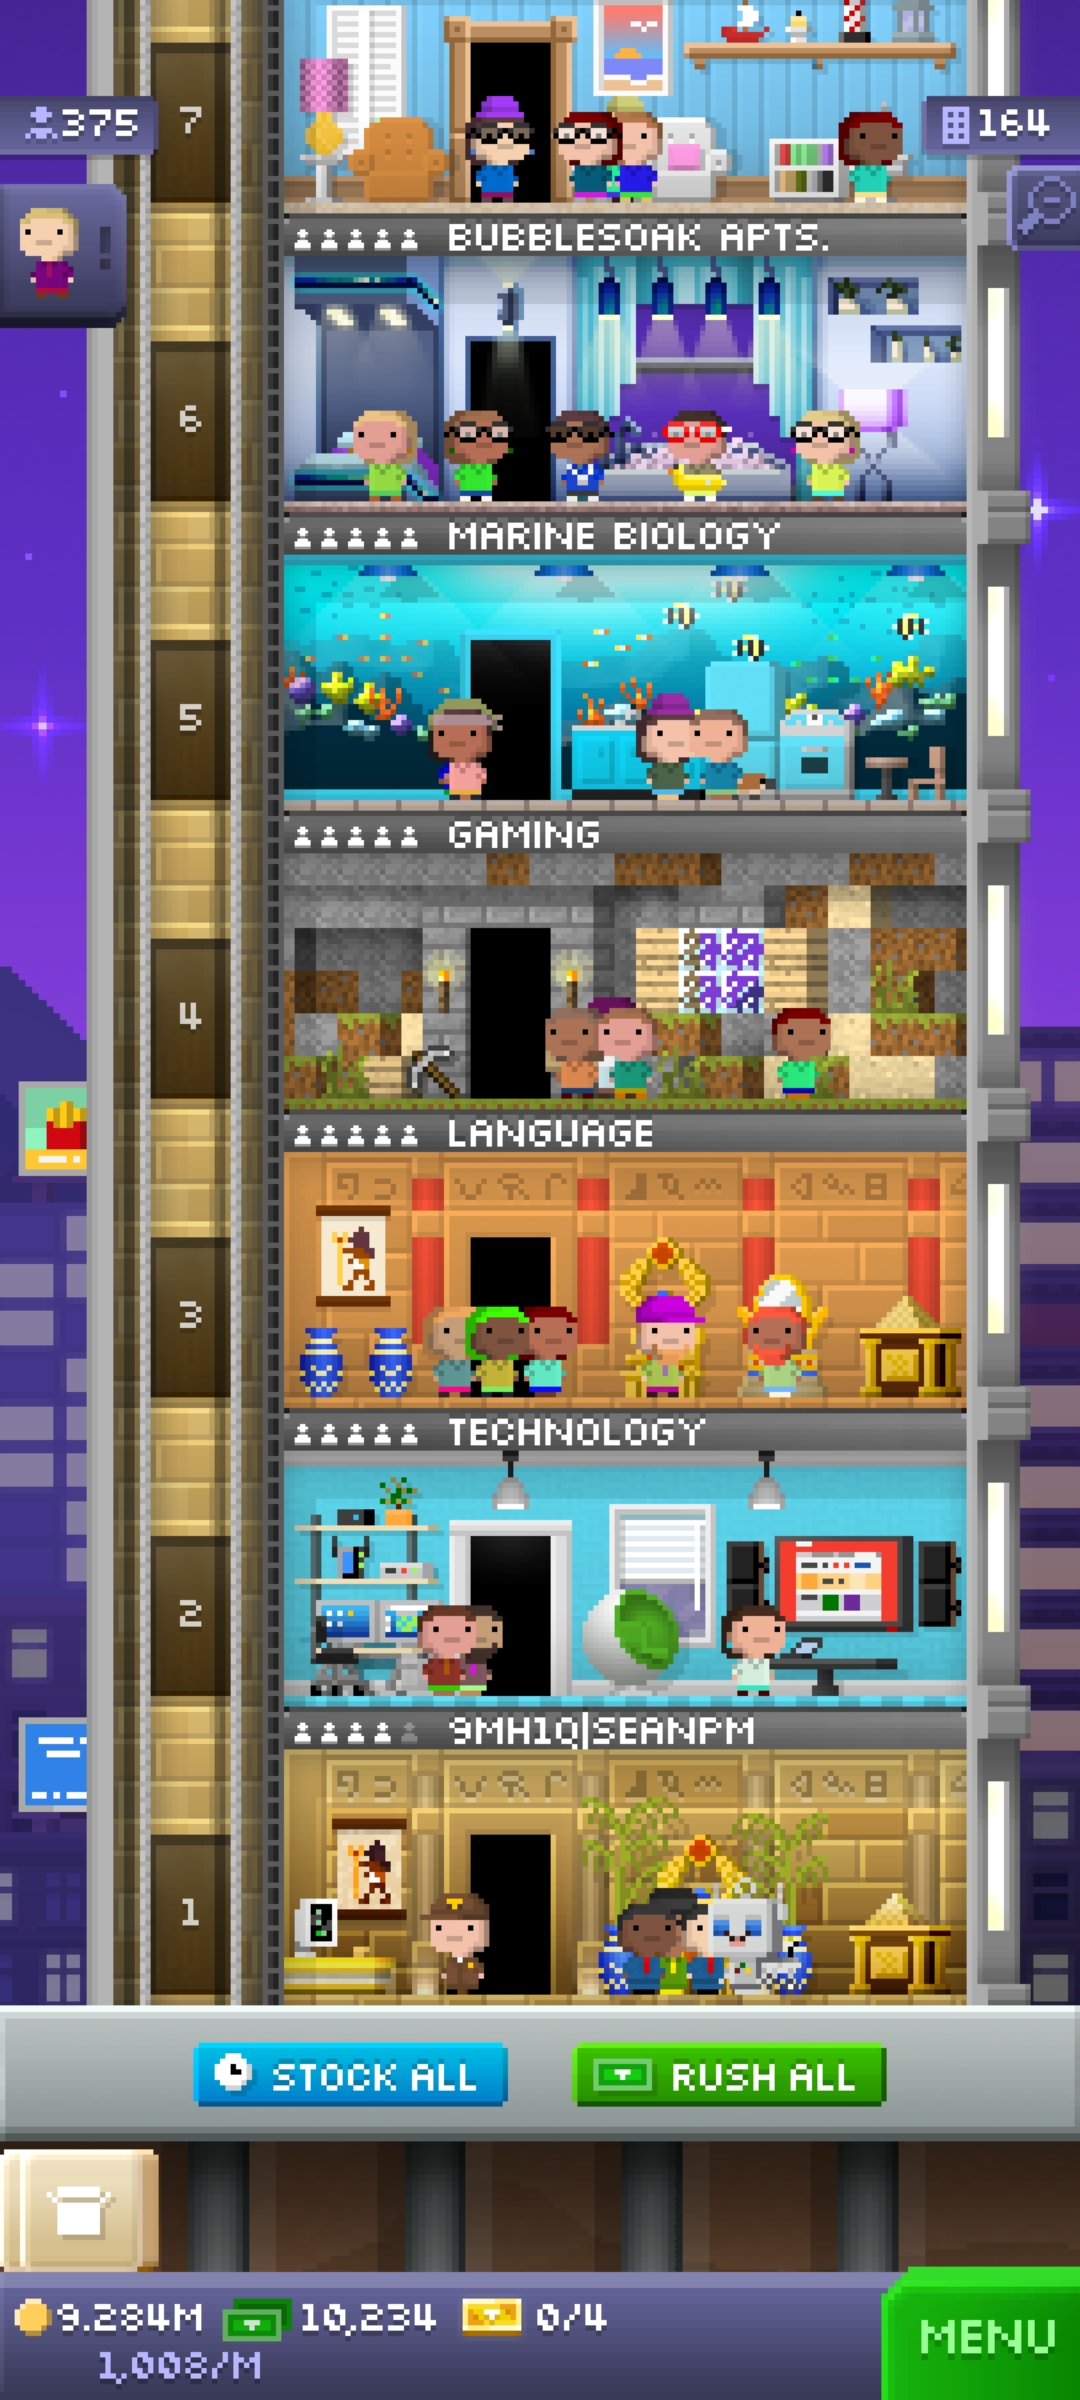 7
375
164
BUBBLESOAK APTS.
!
6
MARINE BIOLOGY
5
GAMING
4
LANGUAGE
3
TECHNOLOGY
2
9MH1Q|SEANPM
1
STOCK ALL
RUSH ALL
9.284M
10,234
0/4
MENU
1,008/M